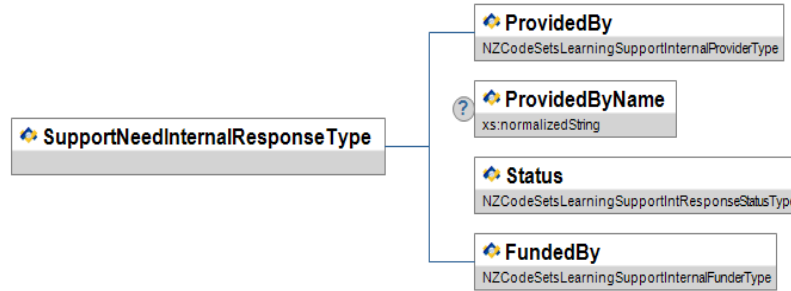 ProvidedBy
NZCodeSetsLearningSupportInternalProviderType
?
ProvidedByName
xs:normalizedString
SupportNeedInternalResponseType
Status
NZCodeSetsLearningSupportIntResponseStatusType
FundedBy
NZCodeSetsLearningSupportInternalFunderType